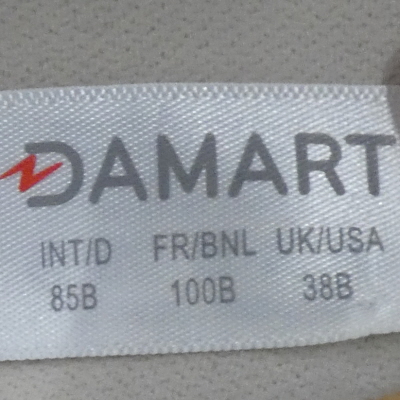 DAMART
INT/D FR/BNL UK/USA
85B 100B 38B